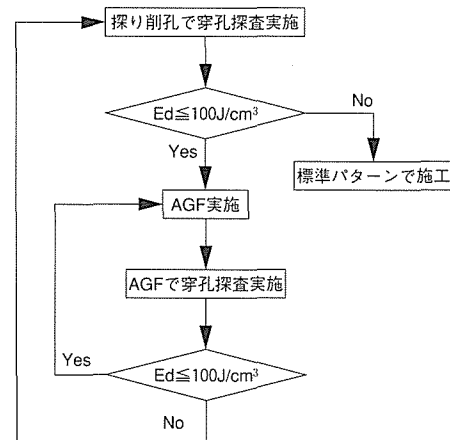 探り削孔で穿孔探査実施
Ed≦100J/cm³
No
Yes
標準パターンで施工
AGF実施
AGFで穿孔探査実施
Yes
Ed≦100J/cm³
No